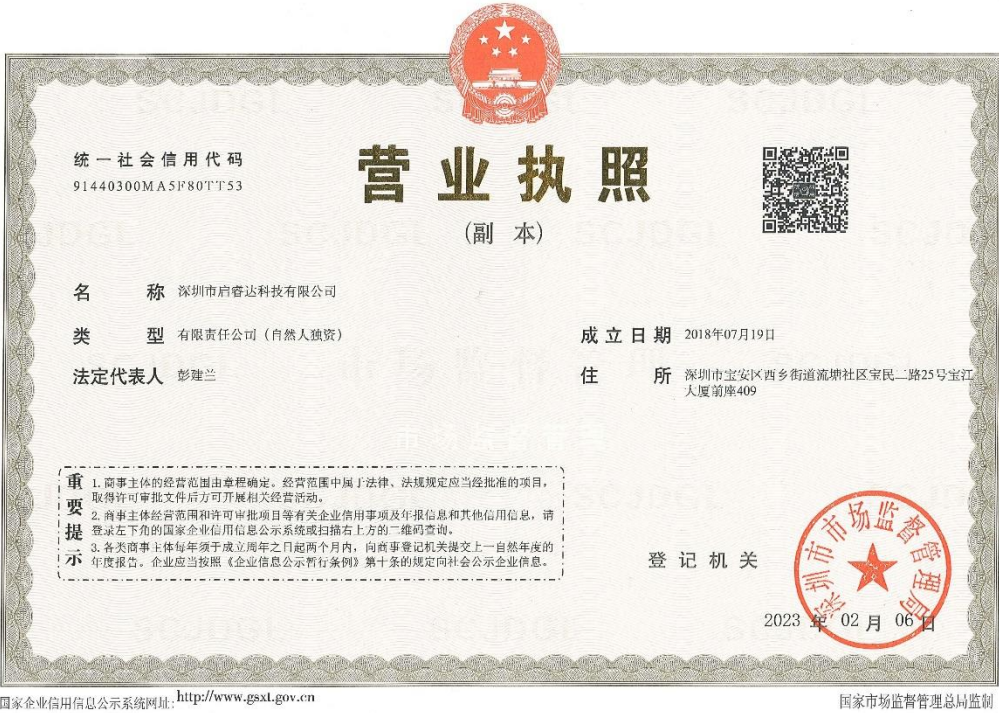 统一社会信用代码
91440300MA5F80TT53
营业执照
(副 本)
名 称 深圳市启睿达科技有限公司
类 型 有限责任公司（自然人独资）
法定代表人 彭建兰
成立日期 2018年07月19日
住 所 深圳市宝安区西乡街道流塘社区宝民二路25号宝江
大厦前座409
重要提示
1. 商事主体的经营范围由章程确定。经营范围中属于法律、法规规定应当经批准的项目，
取得许可审批文件后方可开展相关经营活动。
2. 商事主体经营范围和许可审批项目等有关企业信用事项及年报信息和其他信用信息，请
登录左下角的国家企业信用信息公示系统或扫描右上方的二维码查询。
3. 各类商事主体每年须于成立周年之日起两个月内，向商事登记机关提交上一自然年度的
年度报告。企业应当按照《企业信息公示暂行条例》第十条的规定向社会公示企业信息。
登记机关
深圳市市场监督管理局
2023 年 02 月 06 日
国家企业信用信息公示系统网址：http://www.gsxt.gov.cn
国家市场监督管理总局监制